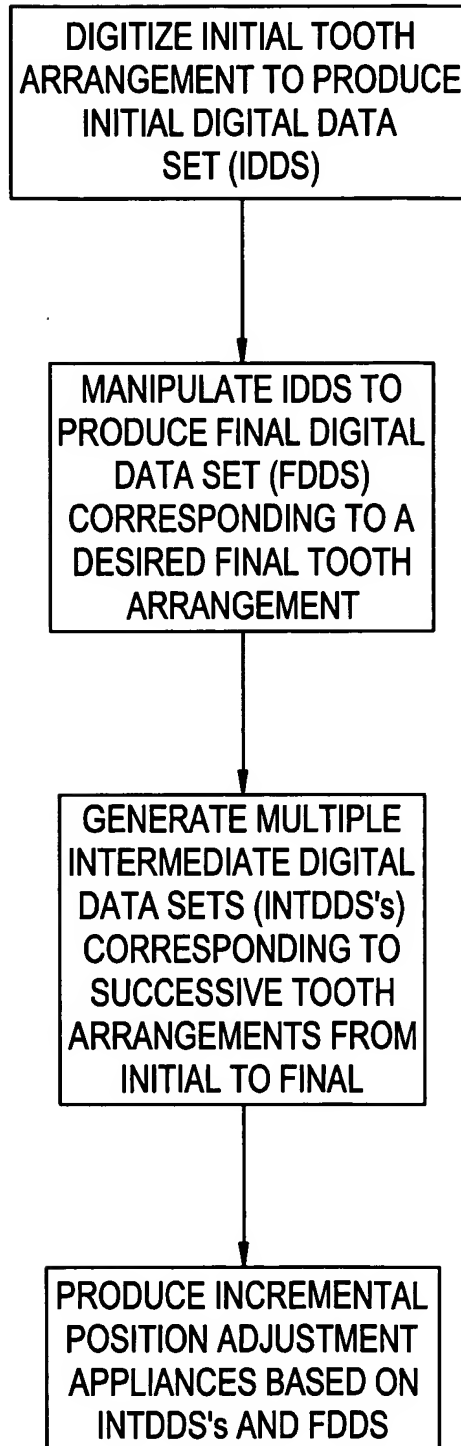 DIGITIZE INITIAL TOOTH
ARRANGEMENT TO PRODUCE
INITIAL DIGITAL DATA
SET (IDDS)
MANIPULATE IDDS TO
PRODUCE FINAL DIGITAL
DATA SET (FDDS)
CORRESPONDING TO A
DESIRED FINAL TOOTH
ARRANGEMENT
GENERATE MULTIPLE
INTERMEDIATE DIGITAL
DATA SETS (INTDDS's)
CORRESPONDING TO
SUCCESSIVE TOOTH
ARRANGEMENTS FROM
INITIAL TO FINAL
PRODUCE INCREMENTAL
POSITION ADJUSTMENT
APPLIANCES BASED ON
INTDDS's AND FDDS